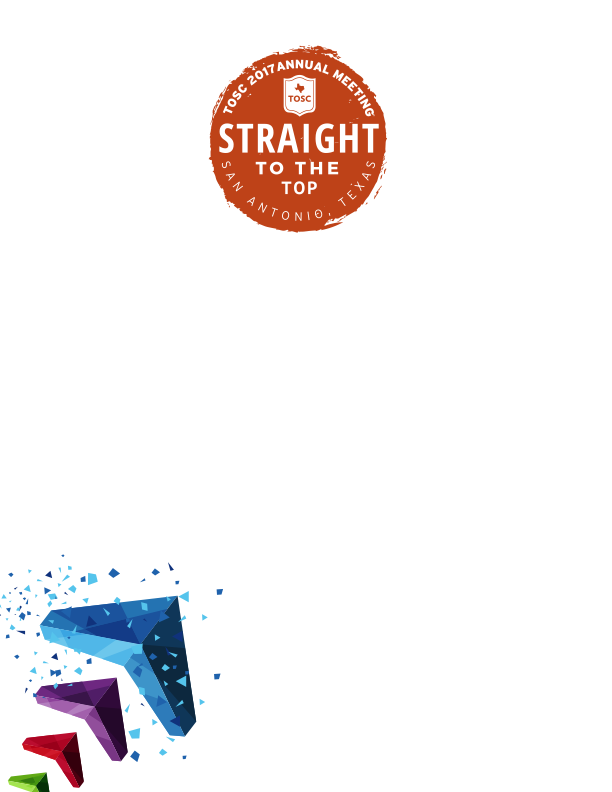 TOSC 2017 ANNUAL MEETING
TOSC
STRAIGHT
TO THE
TOP
SAN ANTONIO, TEXAS